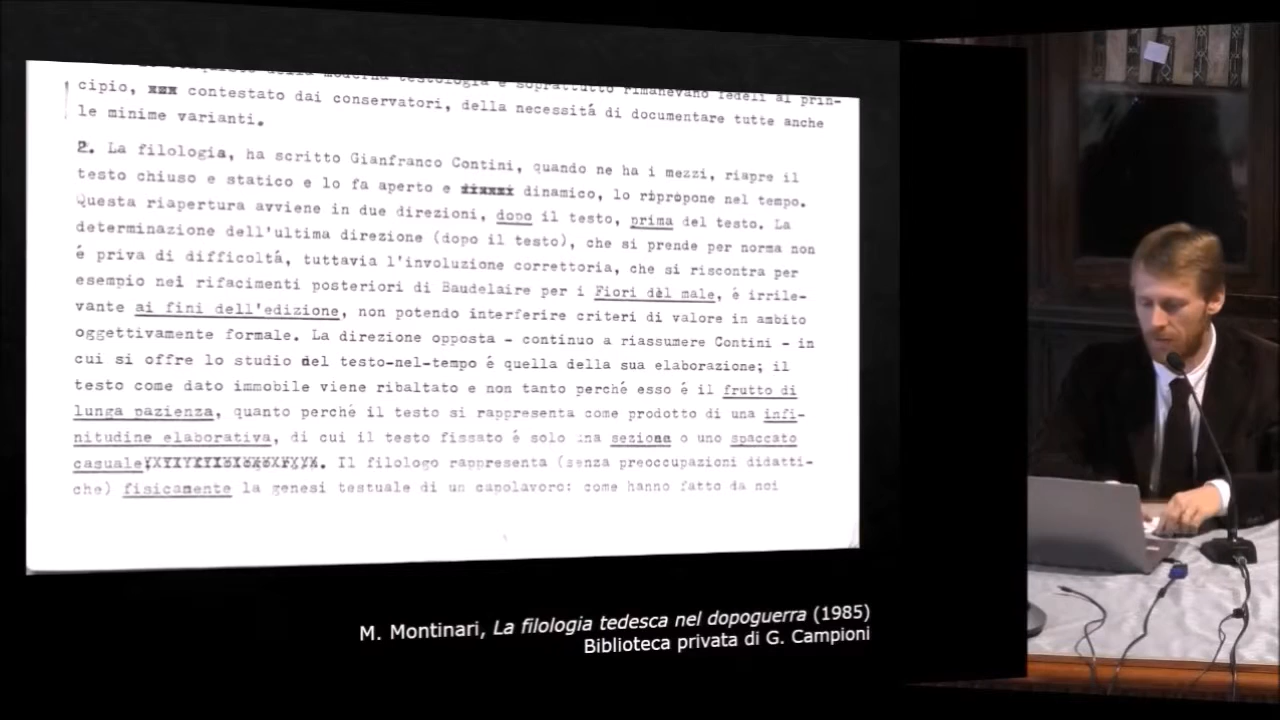 le conquiste della moderna testologia e soprattutto rimanevano fedeli al prin-
cipio, xxx contestato dai conservatori, della necessitá di documentare tutte anche
le minime varianti.
2. La filologia, ha scritto Gianfranco Contini, quando ne ha i mezzi, riapre il
testo chiuso e statico e lo fa aperto e dinamico, lo ripropone nel tempo.
Questa riapertura avviene in due direzioni, dopo il testo, prima del testo. La
determinazione dell'ultima direzione (dopo il testo), che si prende per norma non
é priva di difficoltá, tuttavia l'involuzione correttoria, che si riscontra per
esempio nei rifacimenti posteriori di Baudelaire per i Fiori del male, é irrile-
vante ai fini dell'edizione, non potendo interferire criteri di valore in ambito
oggettivamente formale. La direzione opposta - continuo a riassumere Contini - in
cui si offre lo studio del testo-nel-tempo é quella della sua elaborazione; il
testo come dato immobile viene ribaltato e non tanto perché esso é il frutto di
lunga pazienza, quanto perché il testo si rappresenta come prodotto di una infi-
nitudine elaborativa, di cui il testo fissato é solo una sezione o uno spaccato
casuale. Il filologo rappresenta (senza preoccupazioni didatti-
che) fisicamente la genesi testuale di un capolavoro: come hanno fatto da noi
M. Montinari, La filologia tedesca nel dopoguerra (1985)
Biblioteca privata di G. Campioni